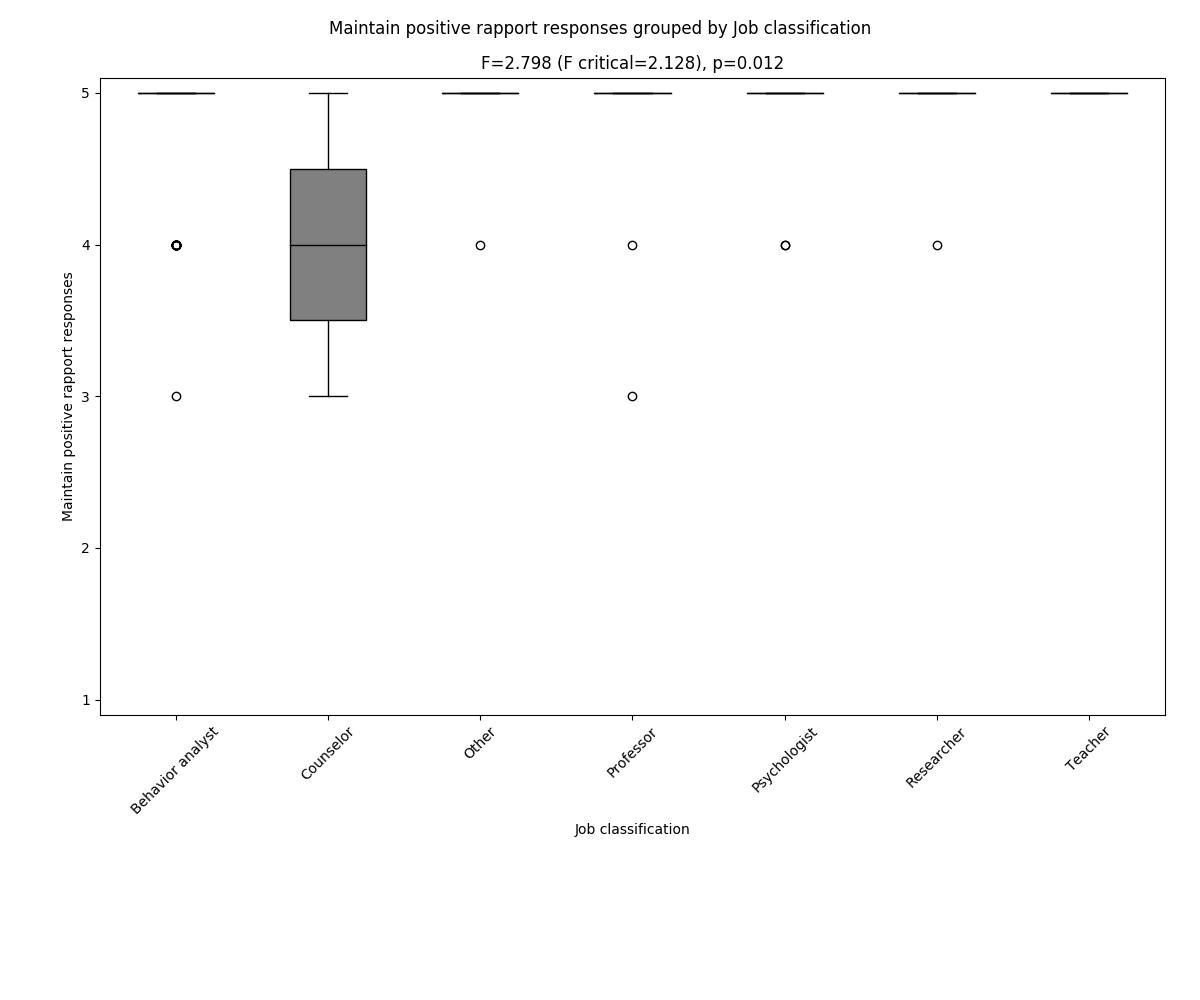 Maintain positive rapport responses grouped by Job classification
F=2.798 (F critical=2.128), p=0.012
5
4
3
2
1
Maintain positive rapport responses
Behavior analyst
Counselor
Other
Professor
Psychologist
Researcher
Teacher
Job classification